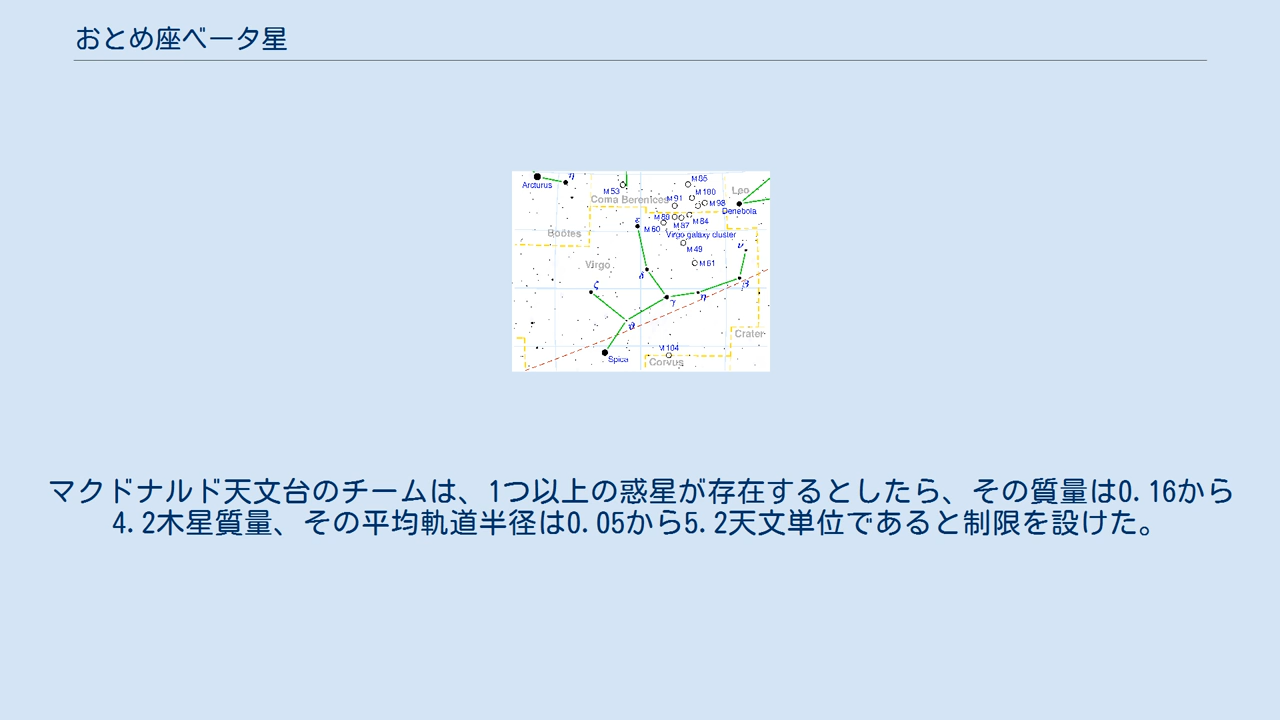 おとめ座ベータ星
Arcturus
η
M 53
Coma Berenices
M 85
M 100
M 91
M 98
Leo
Denebola
M 84
M 87
M 60
ε
Virgo galaxy cluster
Boötes
M 49
ν
Virgo
M 61
δ
ζ
β
γ
η
ϑ
Crater
Spica
M 104
Corvus
マクドナルド天文台のチームは、1つ以上の惑星が存在するとしたら、その質量は0.16から
4.2木星質量、その平均軌道半径は0.05から5.2天文単位であると制限を設けた。